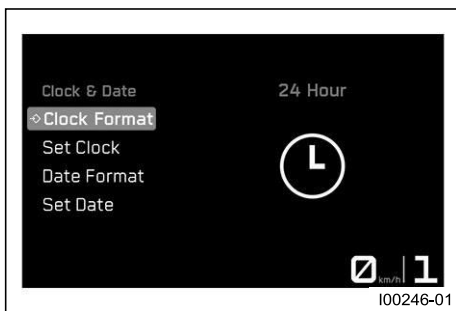 Clock & Date
Clock Format
Set Clock
Date Format
Set Date
24 Hour
0 km/h 1
I00246-01